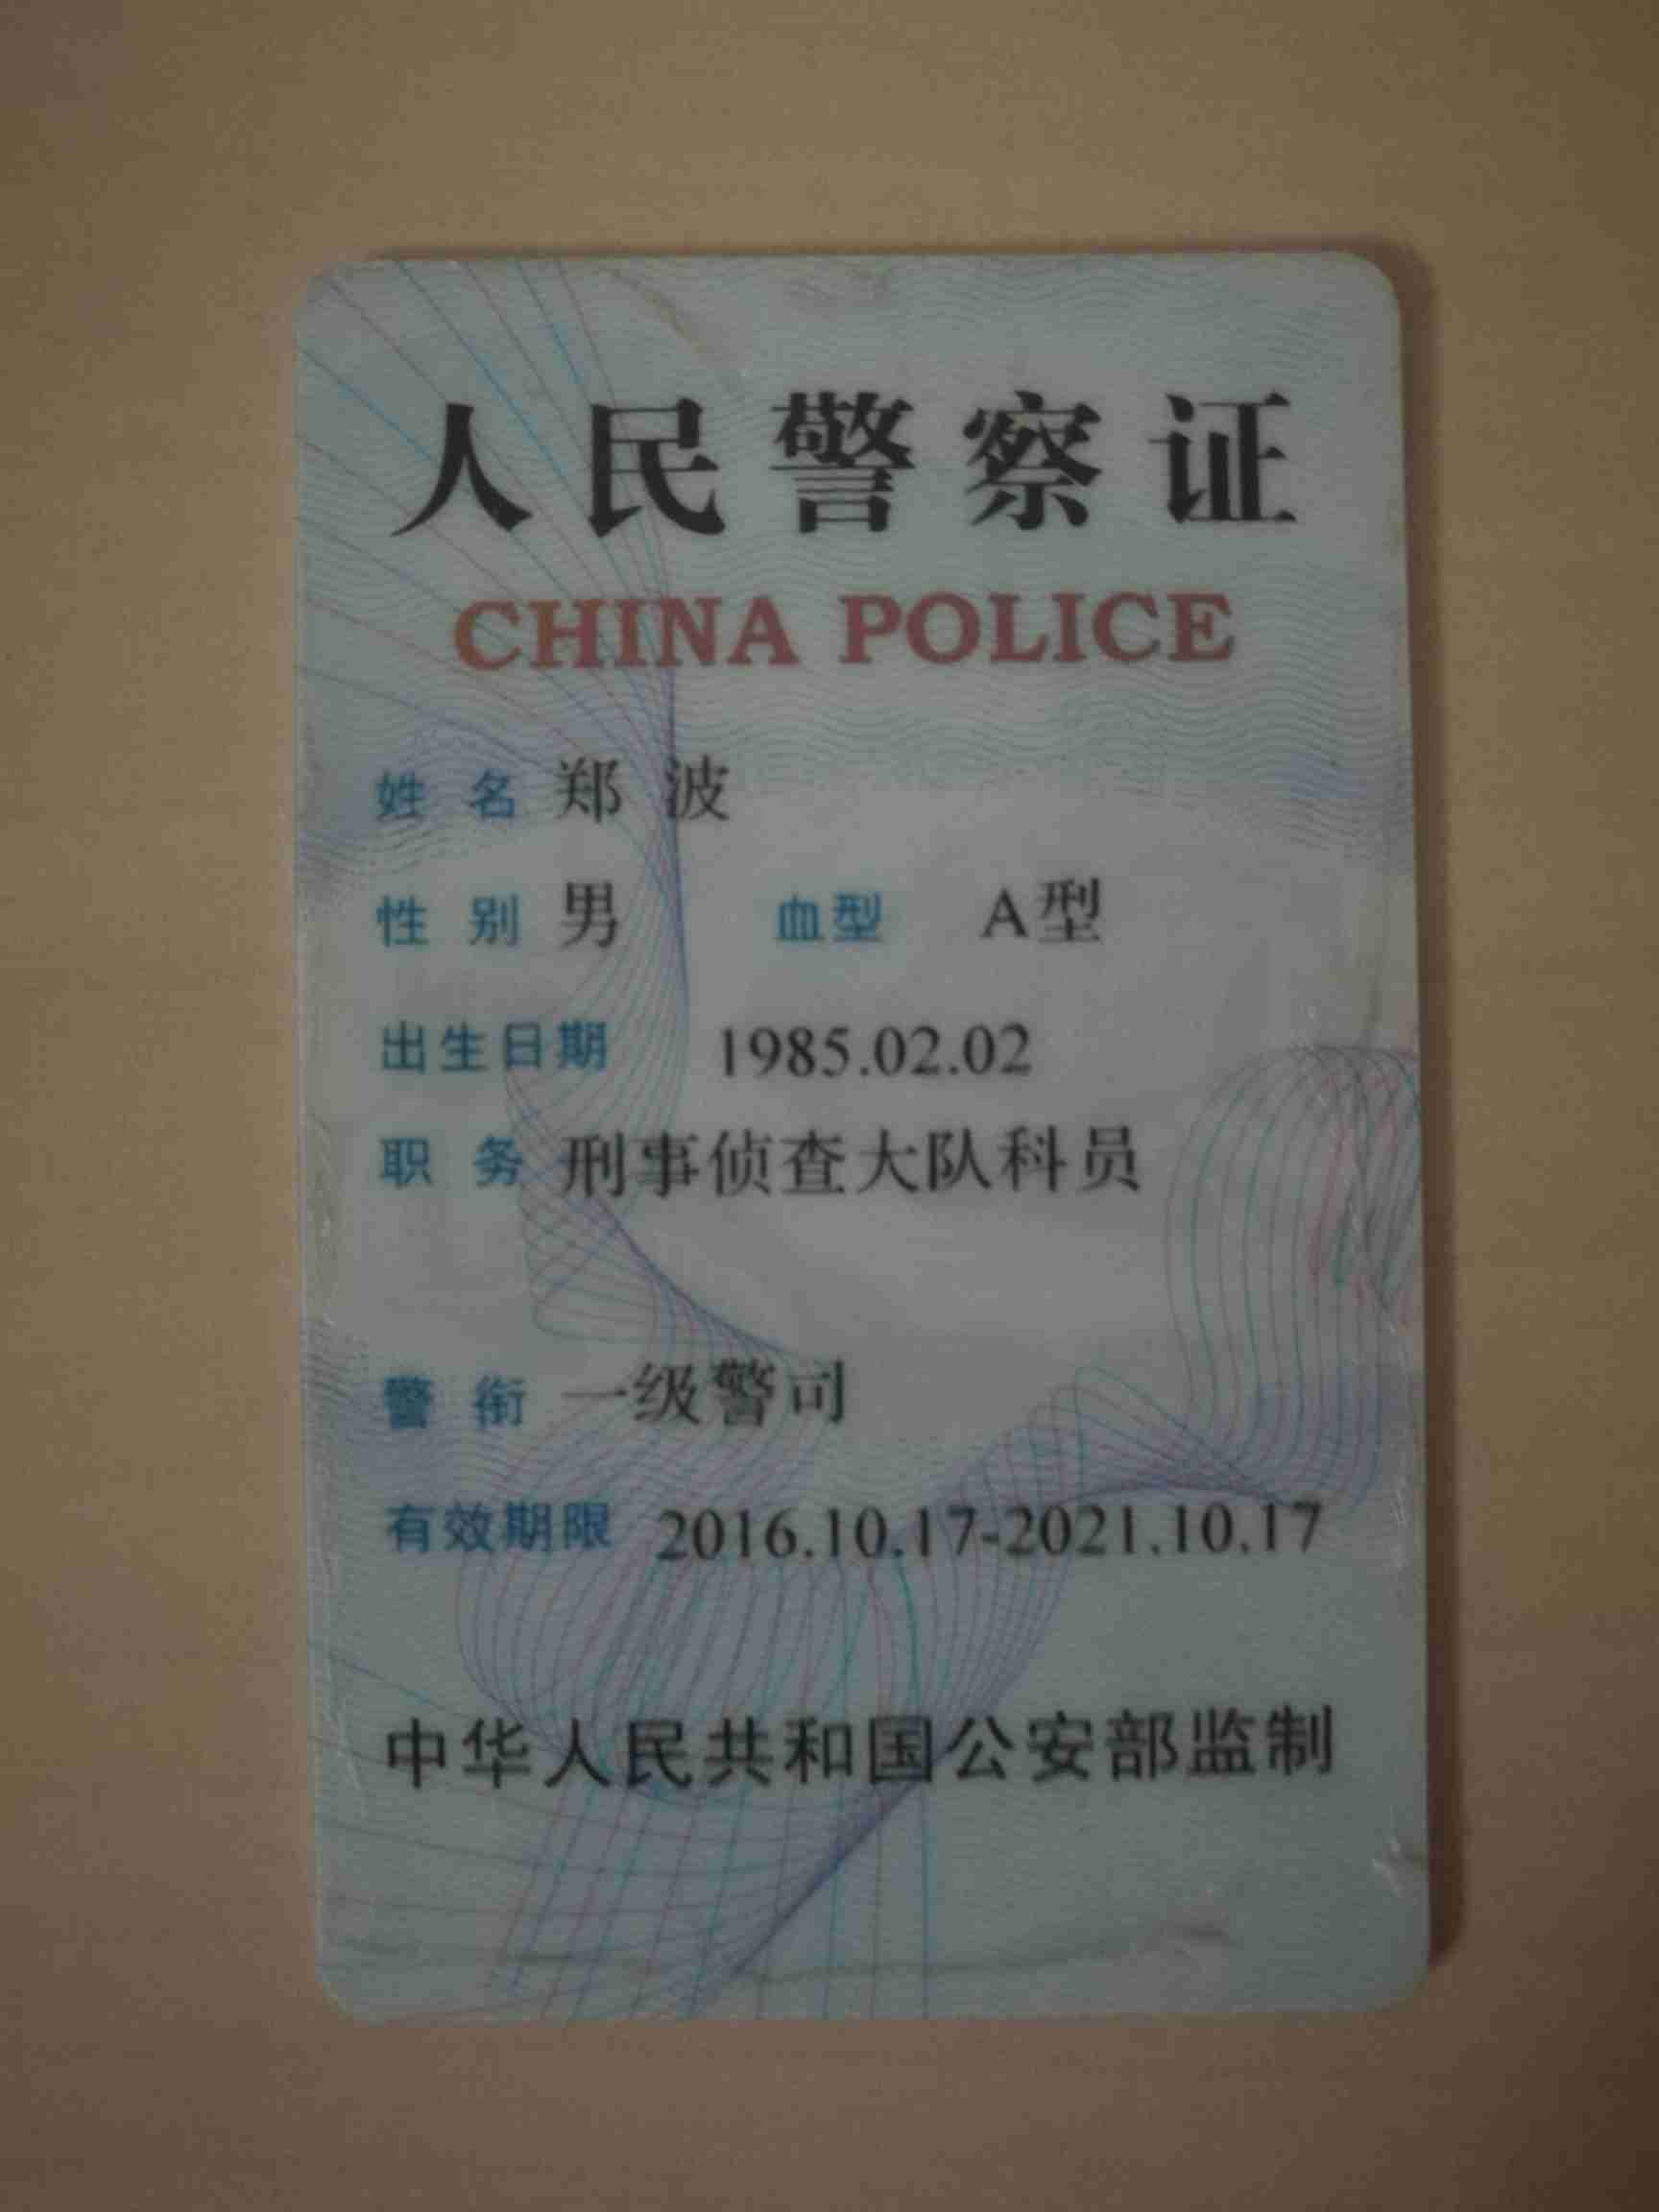 人民警察证
CHINA POLICE
姓 名 郑 波
性 别 男 血型 A型
出生日期 1985.02.02
职 务 刑事侦查大队科员
警 衔 一级警司
有效期限 2016.10.17-2021.10.17
中华人民共和国公安部监制